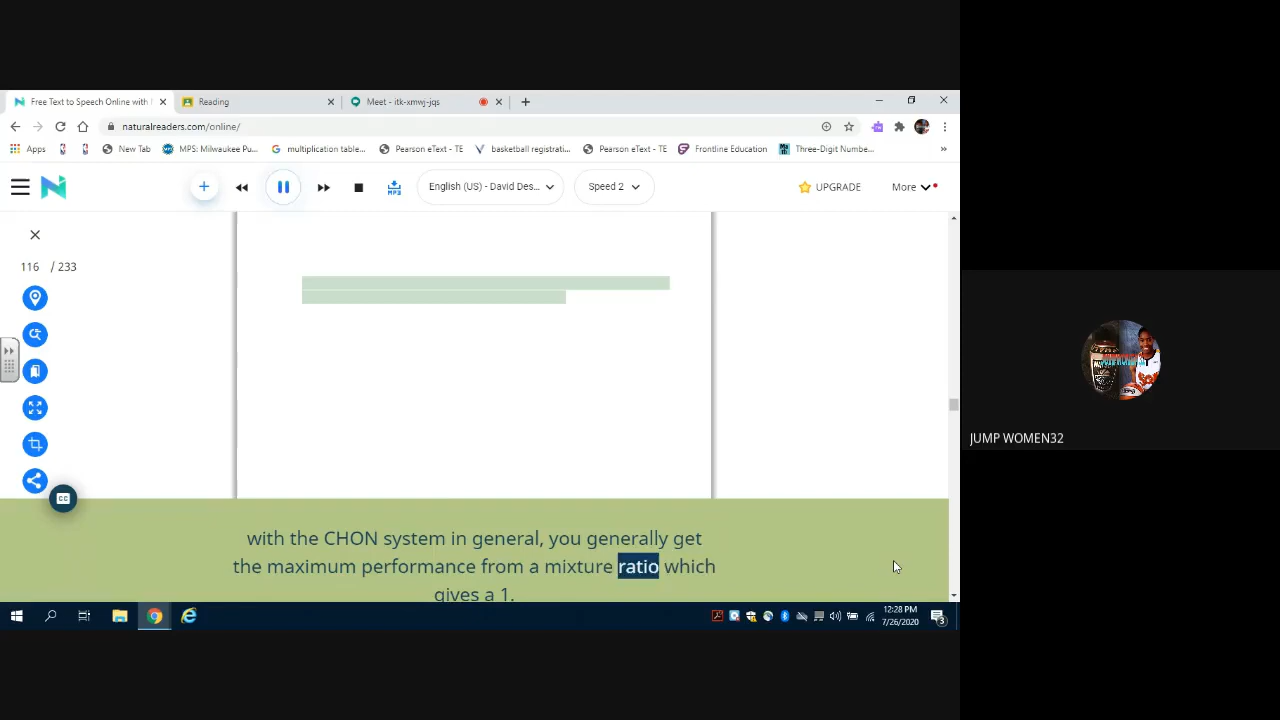 Free Text to Speech Online with
Reading
Meet - itk-xmwj-jqs
naturalreaders.com/online/
Apps
New Tab
MPS: Milwaukee Pu...
multiplication table...
Pearson eText - TE
basketball registrati...
Pearson eText - TE
Frontline Education
Three-Digit Numbe...
»
MP3
English (US) - David Des...
Speed 2
UPGRADE
More
116 / 233
CC
with the CHON system in general, you generally get
the maximum performance from a mixture ratio which
gives a 1.
12:28 PM
7/26/2020
3
JUMP WOMEN32